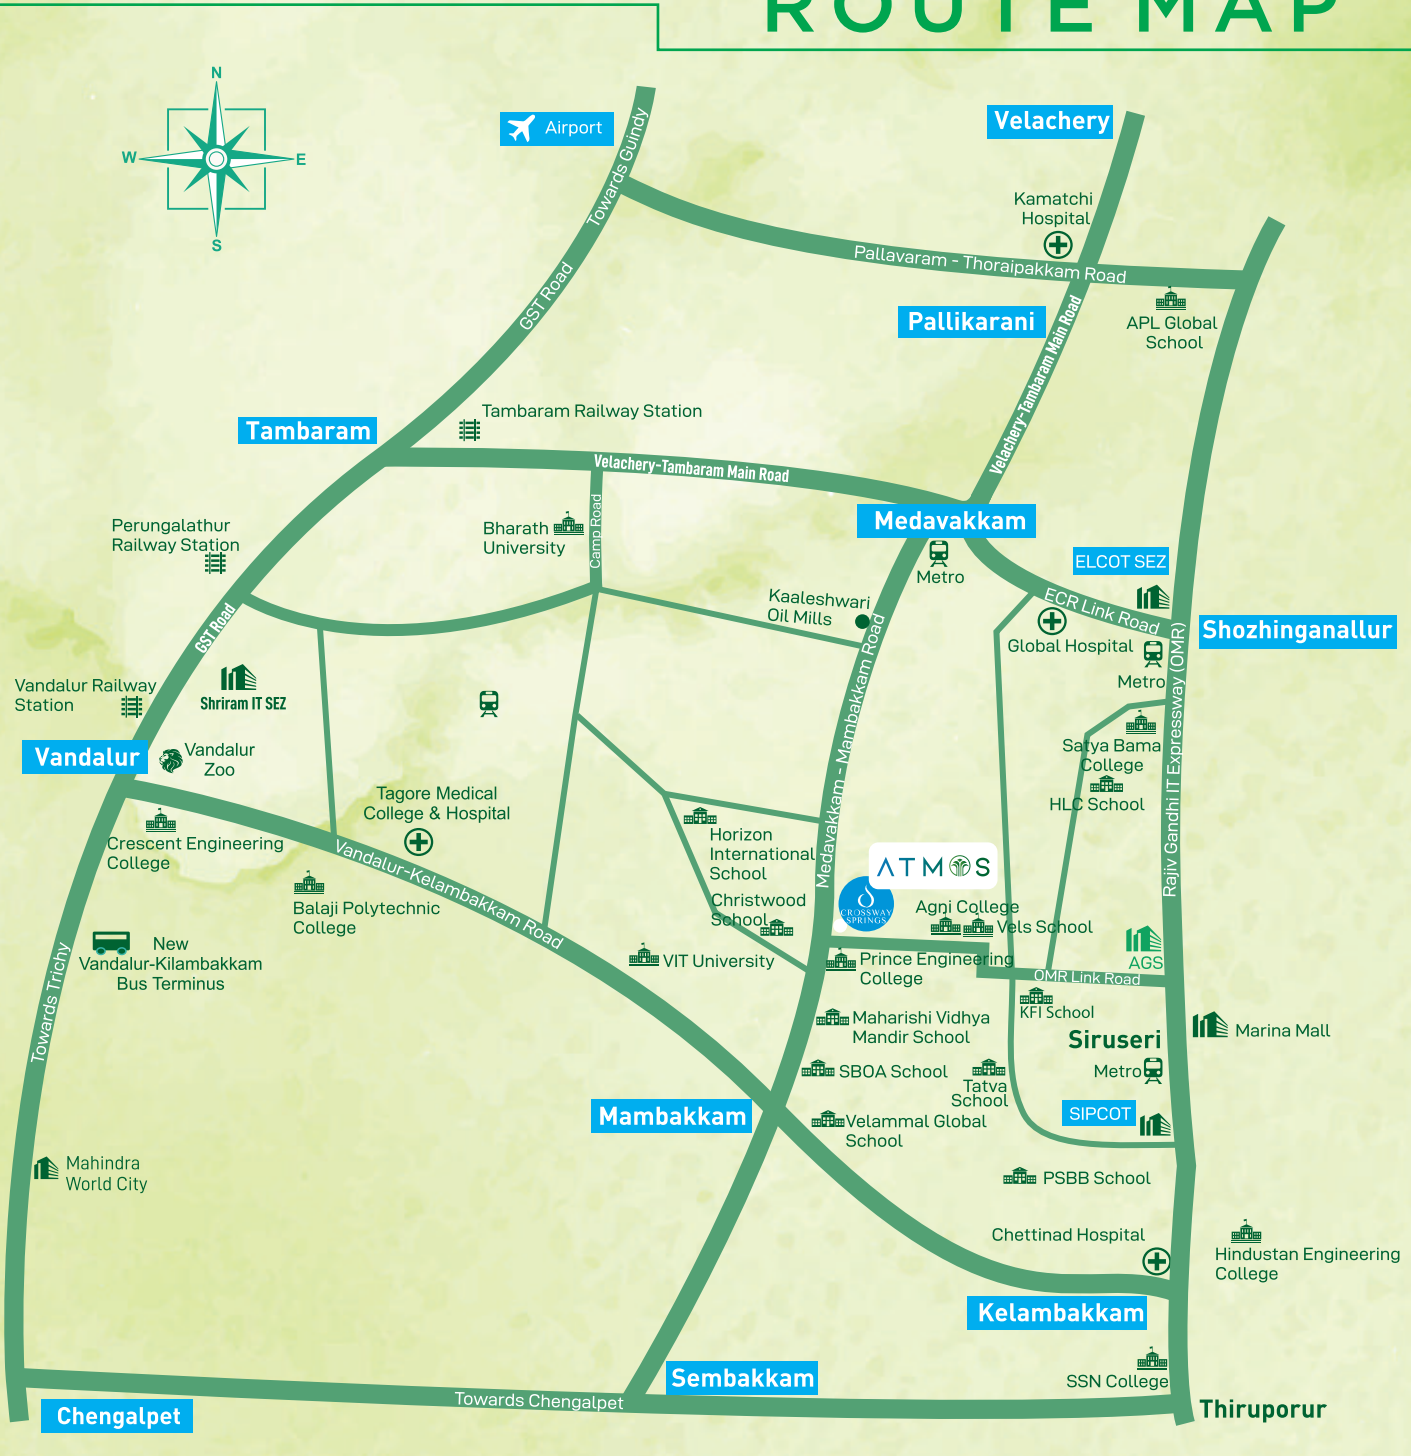 ROUTE MAP
N
W
E
S
Airport
Velachery
Towards Guindy
Kamatchi
Hospital
Pallavaram - Thoraipakkam Road
GST Road
Pallikarani
APL Global
School
Velachery-Tambaram Main Road
Tambaram
Tambaram Railway Station
Velachery-Tambaram Main Road
Perungalathur
Railway Station
Bharath
University
Camp Road
Medavakkam
Metro
ELCOT SEZ
Kaaleshwari
Oil Mills
ECR Link Road
Global Hospital
Shozhinganallur
Metro
GST Road
Vandalur Railway
Station
Shriram IT SEZ
Medavakkam - Mambakkam Road
Rajiv Gandhi IT Expressway (OMR)
Satya Bama
College
Vandalur
Vandalur
Zoo
HLC School
Tagore Medical
College & Hospital
Crescent Engineering
College
Horizon
International
School
ATMOS
CROSSWAY
SPRINGS
Vandalur-Kelambakkam Road
Balaji Polytechnic
College
Christwood
School
Agni College
Vels School
New
Vandalur-Kilambakkam
Bus Terminus
VIT University
Prince Engineering
College
AGS
OMR Link Road
Towards Trichy
KFI School
Maharishi Vidhya
Mandir School
Siruseri
Marina Mall
SBOA School
Tatva
School
Metro
Mambakkam
Velammal Global
School
SIPCOT
Mahindra
World City
PSBB School
Chettinad Hospital
Hindustan Engineering
College
Kelambakkam
Sembakkam
SSN College
Towards Chengalpet
Chengalpet
Thiruporur